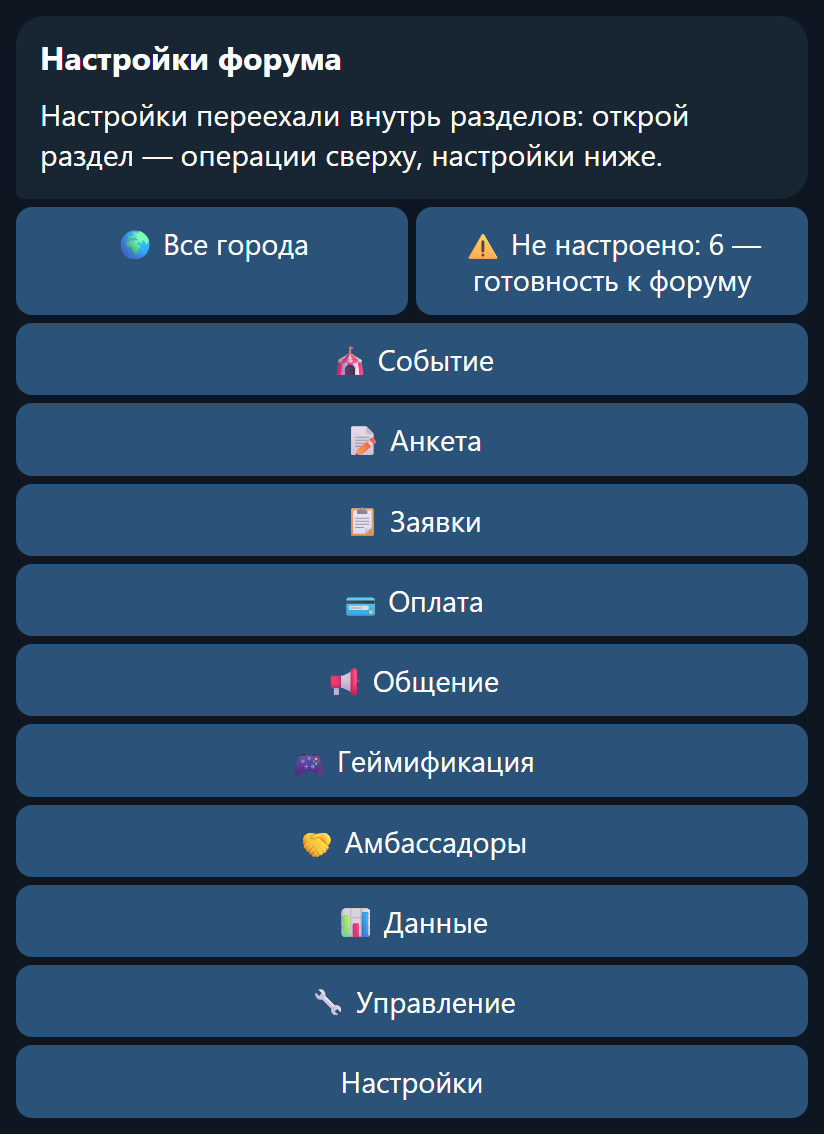 Настройки форума
Настройки переехали внутрь разделов: открой
раздел — операции сверху, настройки ниже.
Все города
Не настроено: 6 —
готовность к форуму
Событие
Анкета
Заявки
Оплата
Общение
Геймификация
Амбассадоры
Данные
Управление
Настройки